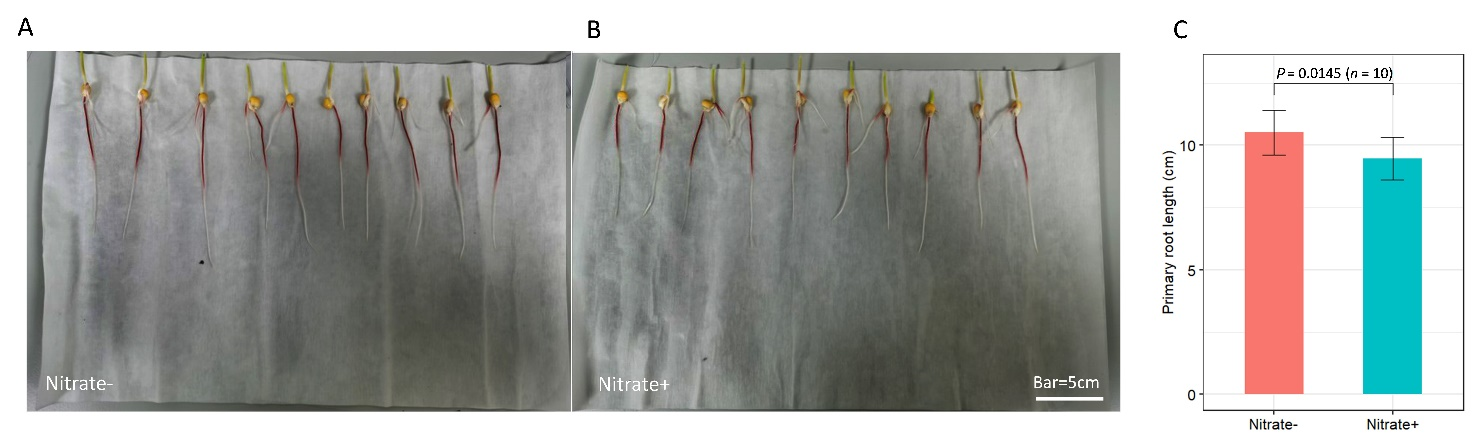 A
B
C
Nitrate-
Nitrate+
Bar=5cm
P = 0.0145 (n = 10)
Primary root length (cm)
10
5
0
Nitrate-
Nitrate+